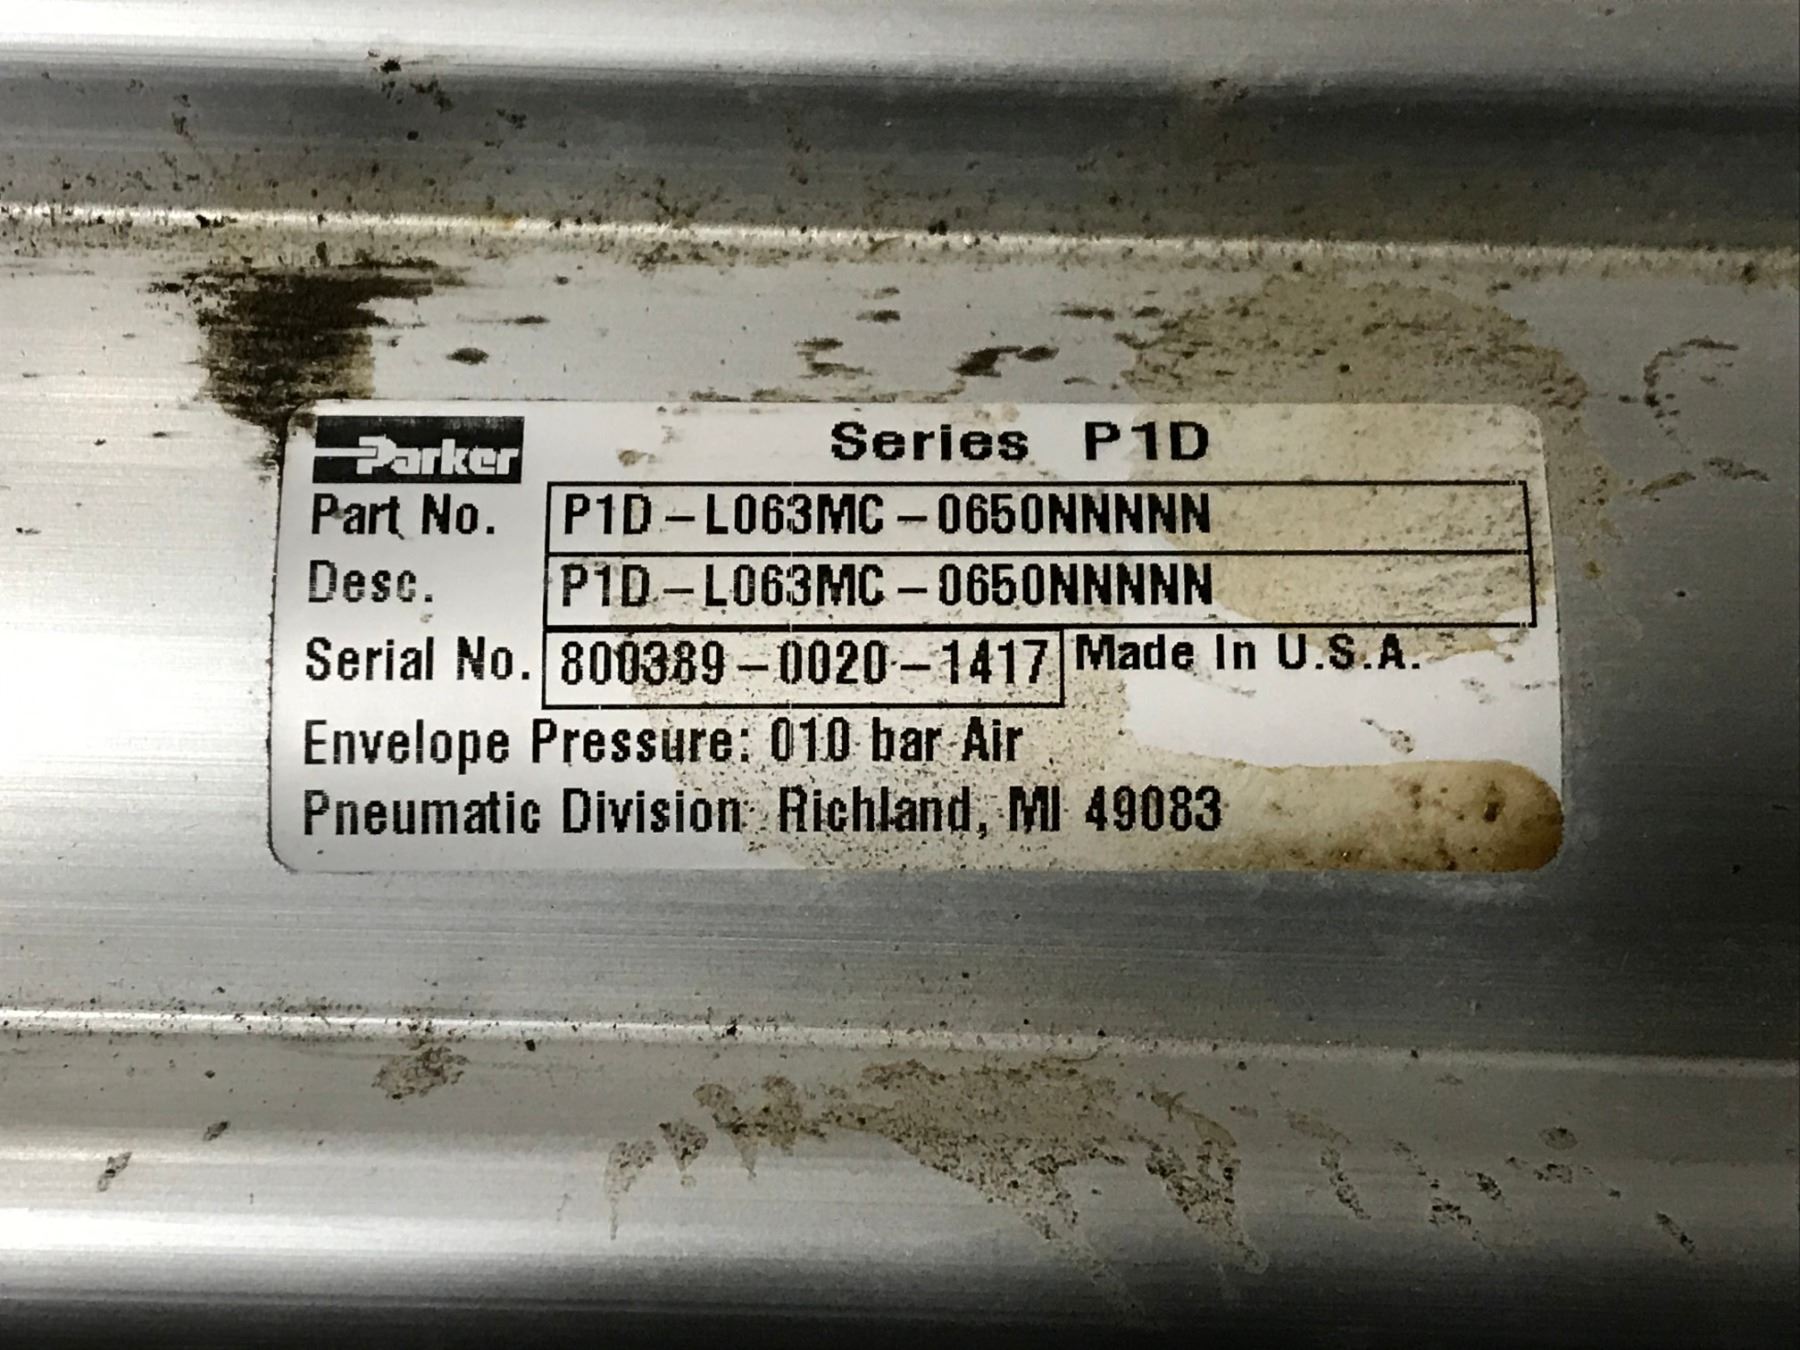 Parker Series P1D
Part No. P1D-L063MC-0650NNNNN
Desc. P1D-L063MC-0650NNNNN
Serial No. 800389-0020-1417 Made In U.S.A.
Envelope Pressure: 010 bar Air
Pneumatic Division: Richland, MI 49083